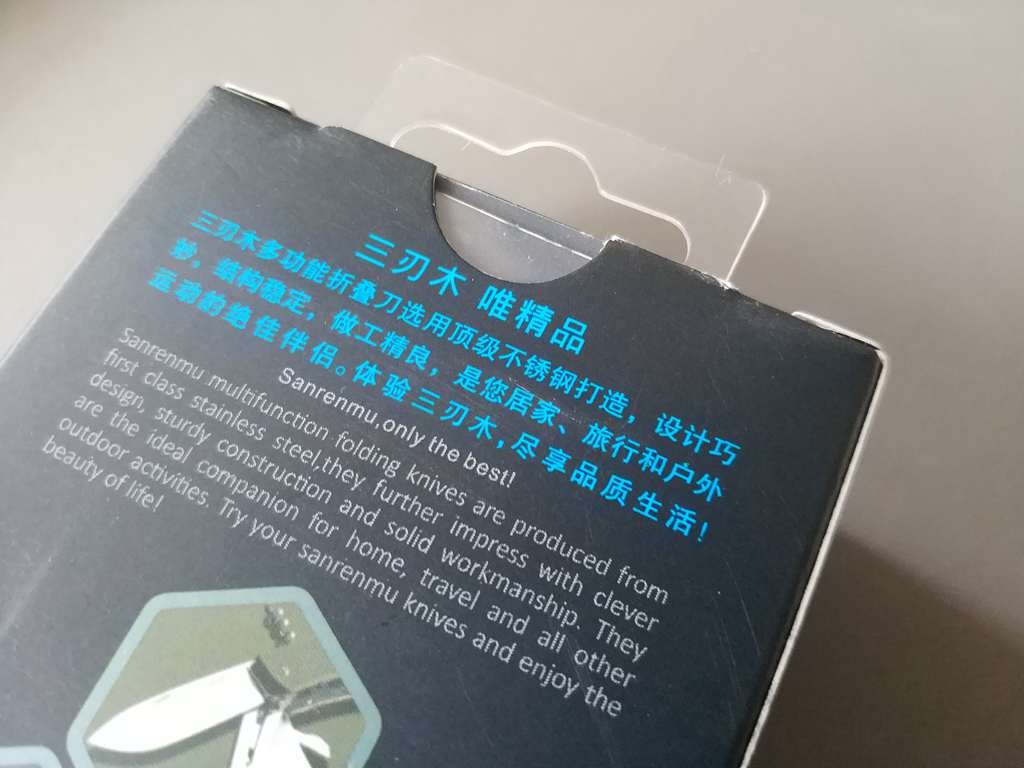 三刃木 唯精品
三刃木多功能折叠刀选用顶级不锈钢打造，设计巧
妙，结构稳定，做工精良，是您居家、旅行和户外
运动的绝佳伴侣。体验三刃木，尽享品质生活！
Sanrenmu,only the best!
Sanrenmu multifunction folding knives are produced from
first class stainless steel,they further impress with clever
design, sturdy construction and solid workmanship. They
are the ideal companion for home, travel and all other
outdoor activities. Try your sanrenmu knives and enjoy the
beauty of life!